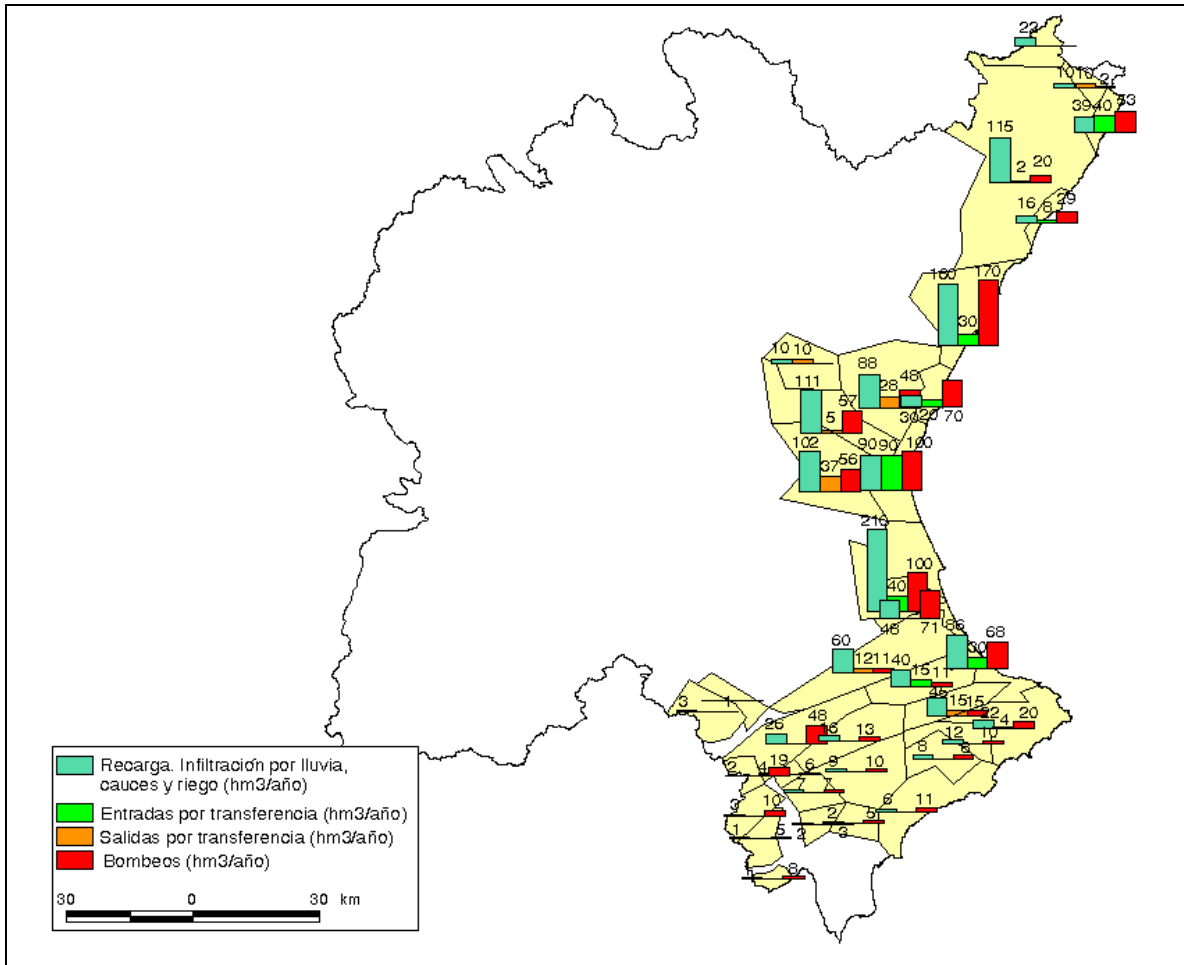 22
10 10 2
39 40 53
115
2 20
16 8 29
160 170
30
10 10
88
28 48
111
5 57
30 20 70
102
37 56
90 90 100
210
100
40
48 71
86
30 68
60
12 11 40
15 11
45
15 15
22 4 20
3 1
26 48
16 13
12 10
8 8
2 4 19 6
9 10
3 10
6 11
2 5
1 5 2 3
8
Recarga. Infiltración por lluvia,
cauces y riego (hm3/año)
Entradas por transferencia (hm3/año)
Salidas por transferencia (hm3/año)
Bombeos (hm3/año)
30 0 30 km